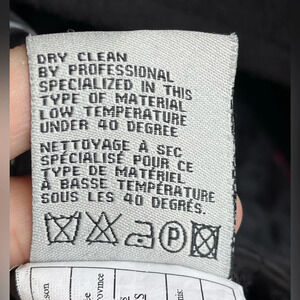 DRY CLEAN
BY PROFESSIONAL
SPECIALIZED IN THIS
TYPE OF MATERIAL
LOW TEMPERATURE
UNDER 40 DEGREE
NETTOYAGE À SEC
SPÉCIALISÉ POUR CE
TYPE DE MATÉRIEL
À BASSE TEMPÉRATURE
SOUS LES 40 DEGRÉS.
P